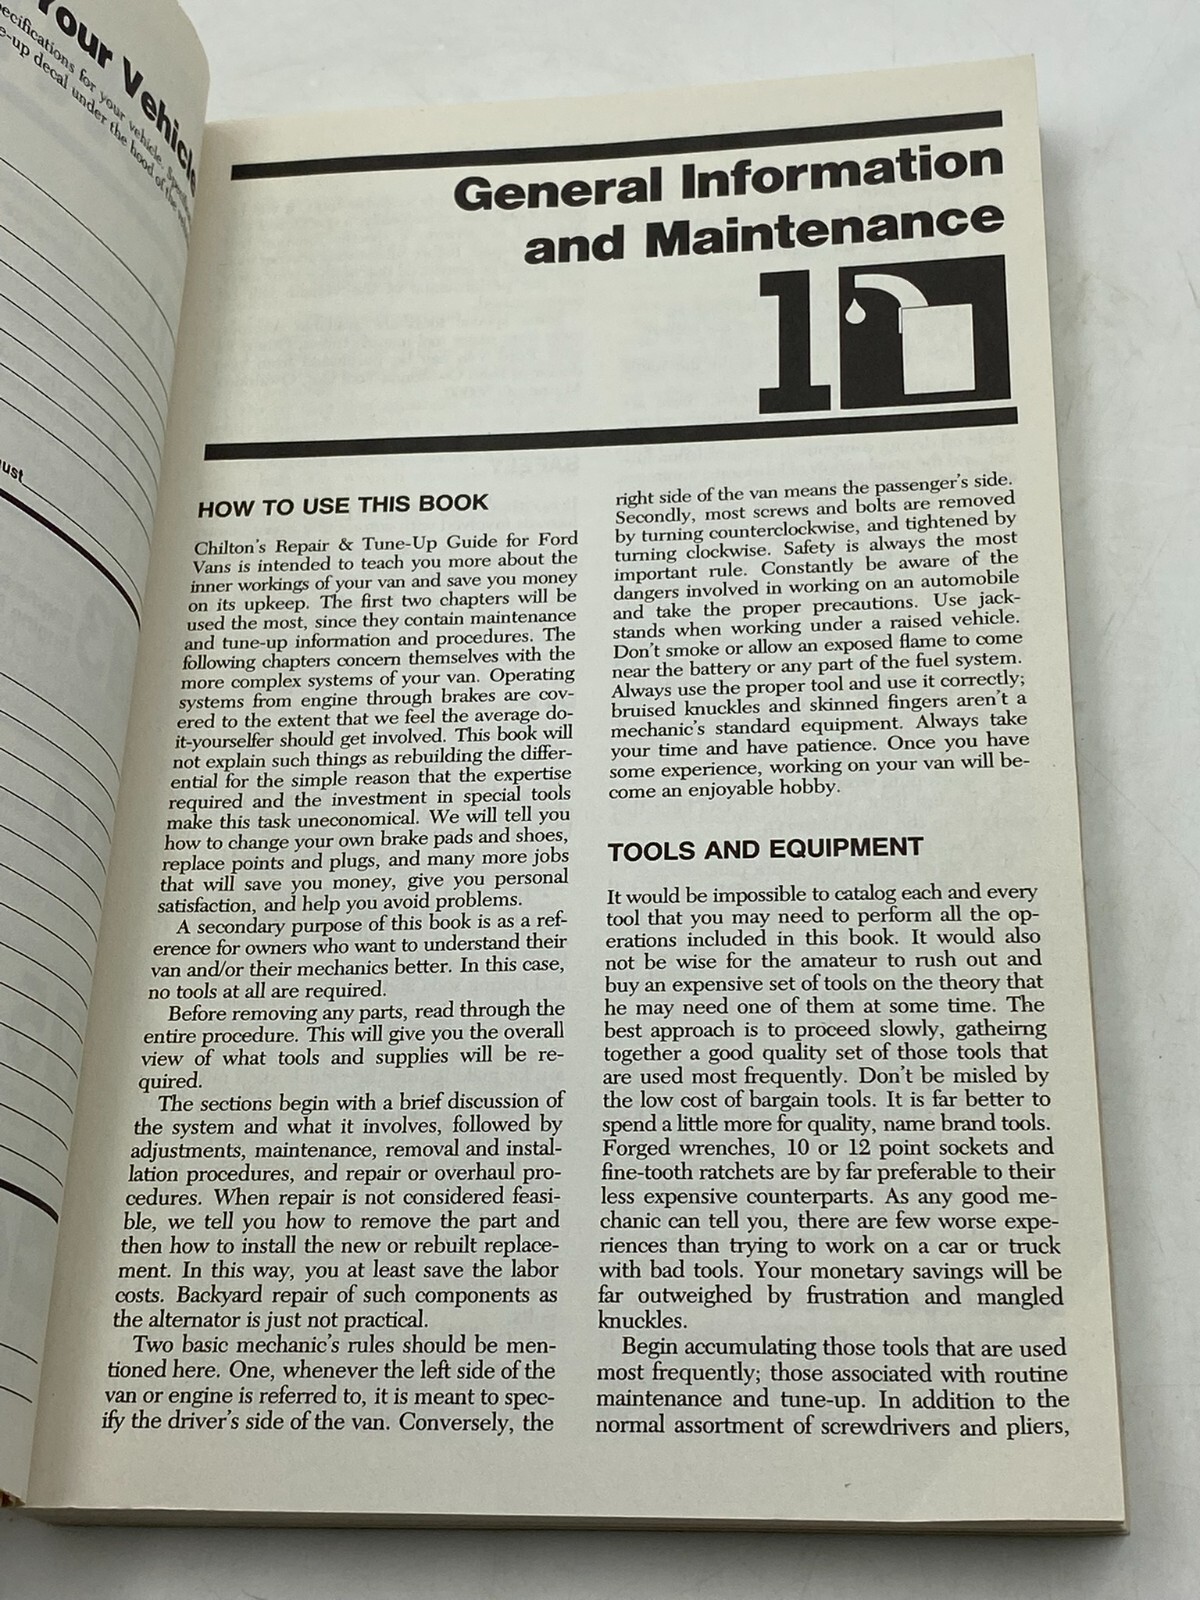 Your Vehicle
ecifications for your vehicle.
e-up decal under the hood of the
ust
General Information
and Maintenance
1
HOW TO USE THIS BOOK
Chilton's Repair & Tune-Up Guide for Ford
Vans is intended to teach you more about the
inner workings of your van and save you money
on its upkeep. The first two chapters will be
used the most, since they contain maintenance
and tune-up information and procedures. The
following chapters concern themselves with the
more complex systems of your van. Operating
systems from engine through brakes are cov-
ered to the extent that we feel the average do-
it-yourselfer should get involved. This book will
not explain such things as rebuilding the differ-
ential for the simple reason that the expertise
required and the investment in special tools
make this task uneconomical. We will tell you
how to change your own brake pads and shoes,
replace points and plugs, and many more jobs
that will save you money, give you personal
satisfaction, and help you avoid problems.
A secondary purpose of this book is as a ref-
erence for owners who want to understand their
van and/or their mechanics better. In this case,
no tools at all are required.
Before removing any parts, read through the
entire procedure. This will give you the overall
view of what tools and supplies will be re-
quired.
The sections begin with a brief discussion of
the system and what it involves, followed by
adjustments, maintenance, removal and instal-
lation procedures, and repair or overhaul pro-
cedures. When repair is not considered feasi-
ble, we tell you how to remove the part and
then how to install the new or rebuilt replace-
ment. In this way, you at least save the labor
costs. Backyard repair of such components as
the alternator is just not practical.
Two basic mechanic's rules should be men-
tioned here. One, whenever the left side of the
van or engine is referred to, it is meant to spec-
ify the driver's side of the van. Conversely, the
right side of the van means the passenger's side.
Secondly, most screws and bolts are removed
by turning counterclockwise, and tightened by
turning clockwise. Safety is always the most
important rule. Constantly be aware of the
dangers involved in working on an automobile
and take the proper precautions. Use jack-
stands when working under a raised vehicle.
Don't smoke or allow an exposed flame to come
near the battery or any part of the fuel system.
Always use the proper tool and use it correctly;
bruised knuckles and skinned fingers aren't a
mechanic's standard equipment. Always take
your time and have patience. Once you have
some experience, working on your van will be-
come an enjoyable hobby.
TOOLS AND EQUIPMENT
It would be impossible to catalog each and every
tool that you may need to perform all the op-
erations included in this book. It would also
not be wise for the amateur to rush out and
buy an expensive set of tools on the theory that
he may need one of them at some time. The
best approach is to proceed slowly, gatheirng
together a good quality set of those tools that
are used most frequently. Don't be misled by
the low cost of bargain tools. It is far better to
spend a little more for quality, name brand tools.
Forged wrenches, 10 or 12 point sockets and
fine-tooth ratchets are by far preferable to their
less expensive counterparts. As any good me-
chanic can tell you, there are few worse expe-
riences than trying to work on a car or truck
with bad tools. Your monetary savings will be
far outweighed by frustration and mangled
knuckles.
Begin accumulating those tools that are used
most frequently; those associated with routine
maintenance and tune-up. In addition to the
normal assortment of screwdrivers and pliers,